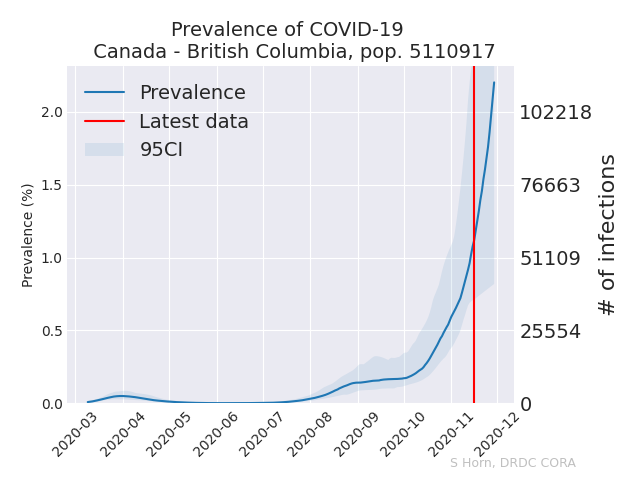 Prevalence of COVID-19
Canada - British Columbia, pop. 5110917
Prevalence
Latest data
95CI
Prevalence (%)
2.0
1.5
1.0
0.5
0.0
102218
76663
51109
25554
0
# of infections
2020-03
2020-04
2020-05
2020-06
2020-07
2020-08
2020-09
2020-10
2020-11
2020-12
S Horn, DRDC CORA